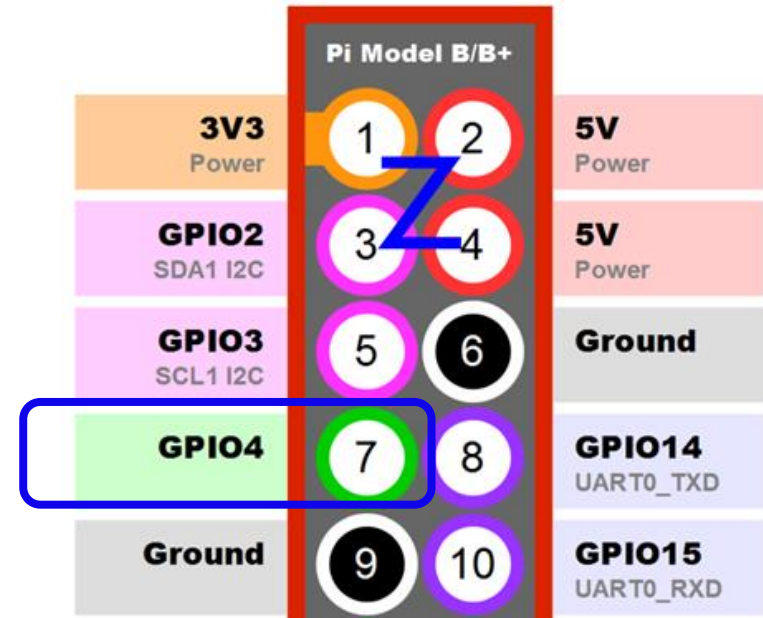 Pi Model B/B+
3V3
Power
1
2
5V
Power
GPIO2
SDA1 I2C
3
4
5V
Power
GPIO3
SCL1 I2C
5
6
Ground
GPIO4
7
8
GPIO14
UART0_TXD
Ground
9
10
GPIO15
UART0_RXD